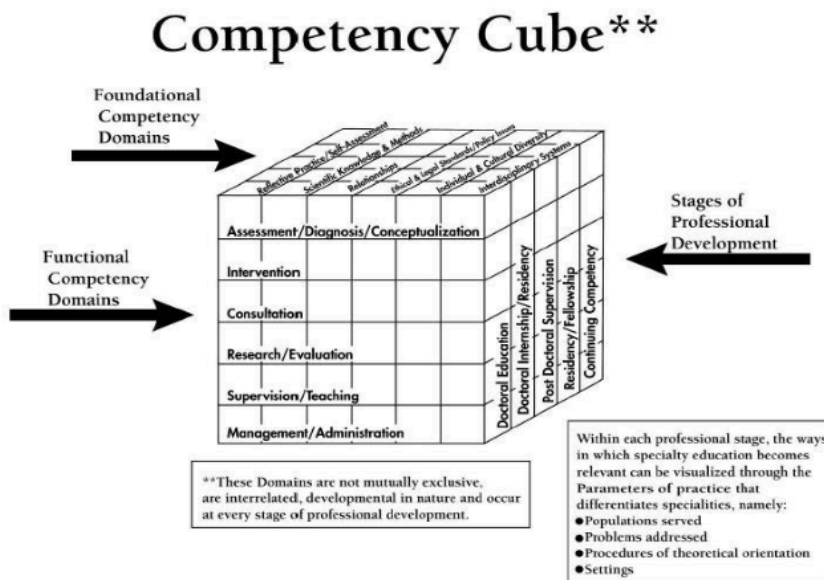 Competency Cube**
Foundational
Competency
Domains
Reflective Practice/Self-Assessment
Scientific Knowledge & Methods
Relationships
Ethical & Legal Standards/Policy Issues
Individual & Cultural Diversity
Interdisciplinary Systems
Functional
Competency
Domains
Assessment/Diagnosis/Conceptualization
Intervention
Consultation
Research/Evaluation
Supervision/Teaching
Management/Administration
Doctoral Education
Doctoral Internship/Residency
Post Doctoral Supervision
Residency/Fellowship
Continuing Competency
Stages of
Professional
Development
**These Domains are not mutually exclusive,
are interrelated, developmental in nature and occur
at every stage of professional development.
Within each professional stage, the ways
in which specialty education becomes
relevant can be visualized through the
Parameters of practice that
differentiates specialities, namely:
●Populations served
●Problems addressed
●Procedures of theoretical orientation
●Settings